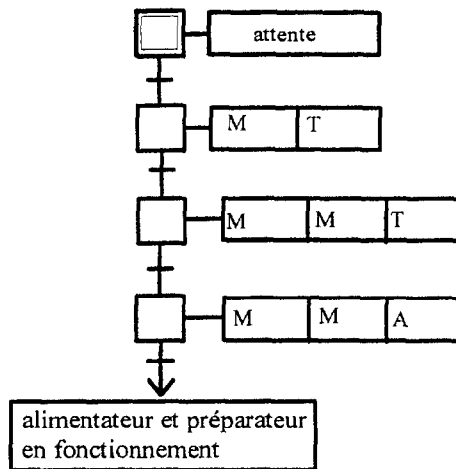 attente
M T
M M T
M M A
alimentateur et préparateur
en fonctionnement